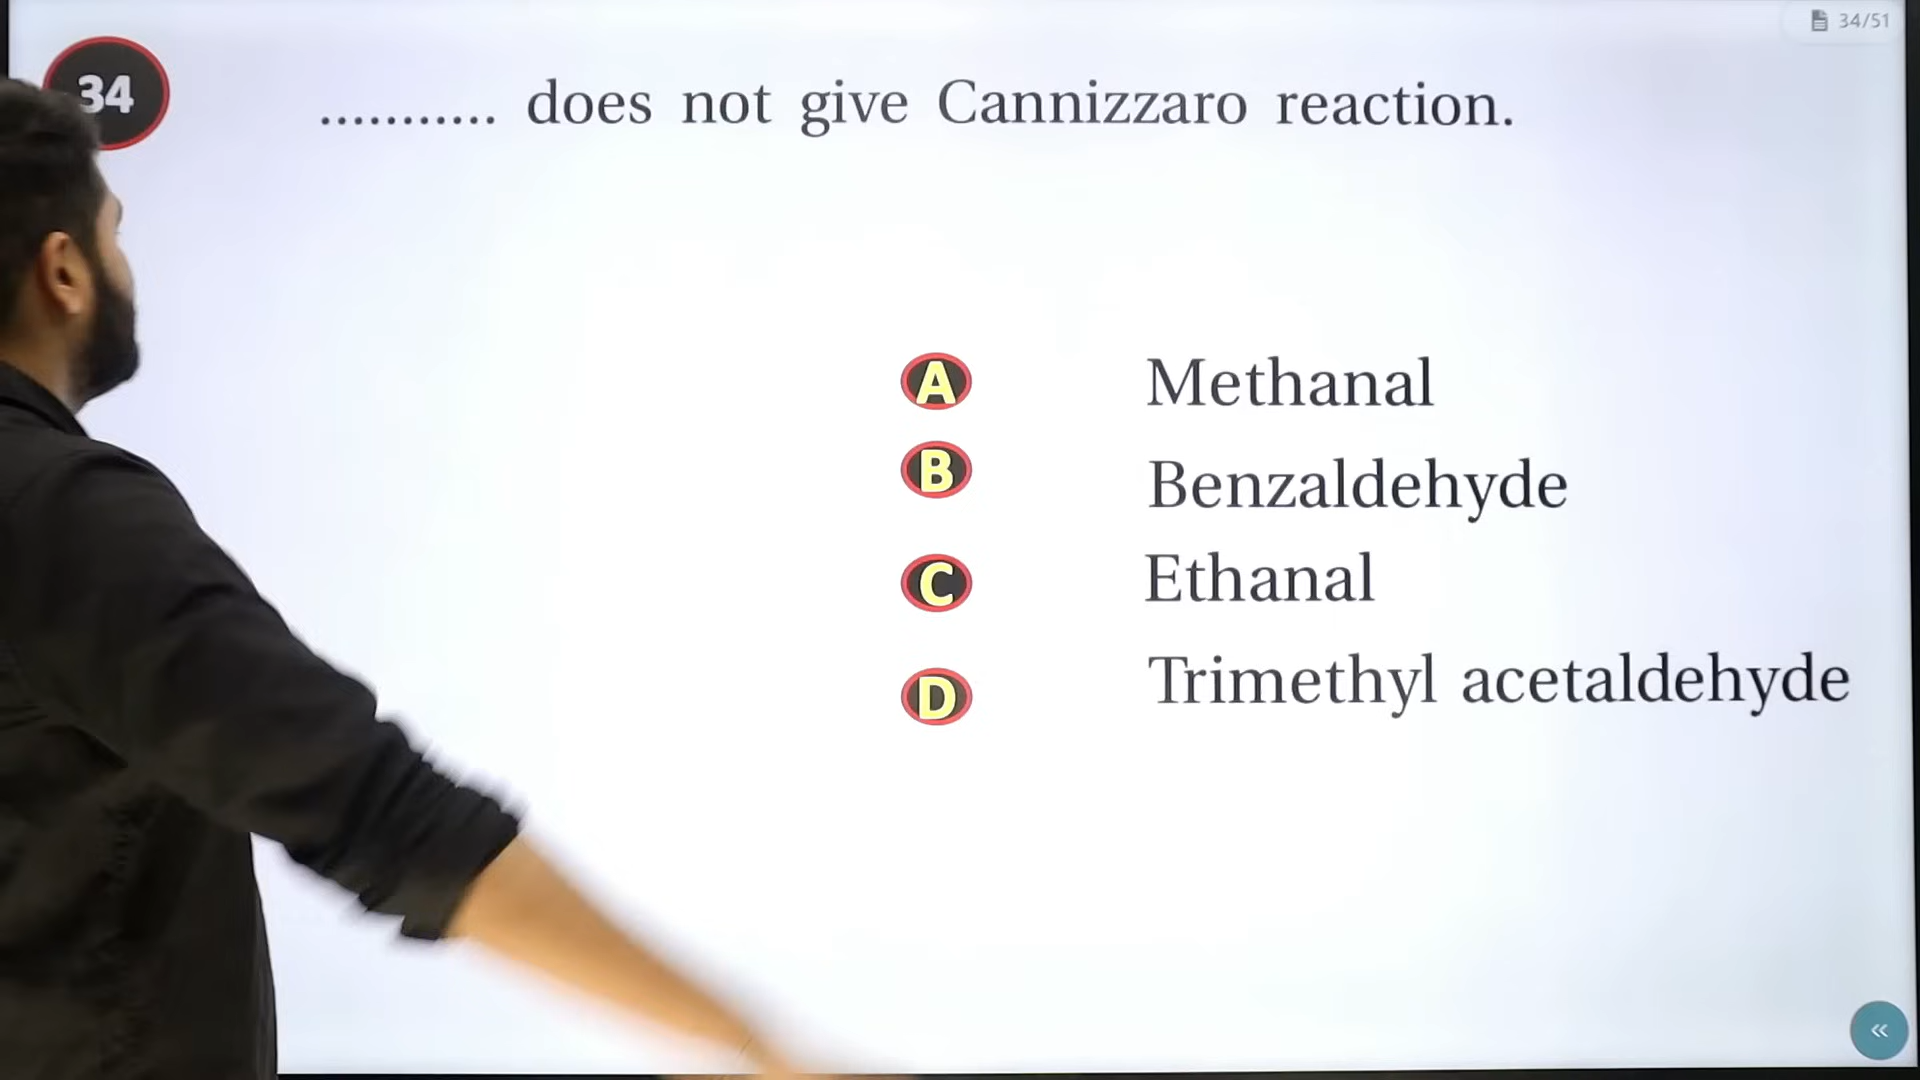 34/51
34
........... does not give Cannizzaro reaction.
A Methanal
B Benzaldehyde
C Ethanal
D Trimethyl acetaldehyde